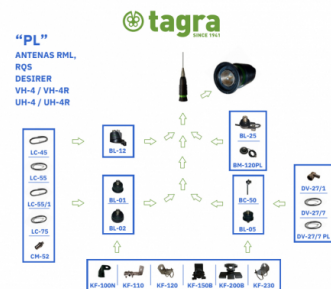 tagra
SINCE 1961
“PL”
ANTENAS RML,
RQS
DESIRER
VH-4 / VH-4R
UH-4 / UH-4R
LC-45
LC-55
LC-55/1
LC-75
CM-52
BL-12
BL-01
BL-02
BL-25
BM-120PL
BC-50
BL-05
DV-27/1
DV-27/7
DV-27/7 PL
KF-100N
KF-110
KF-120
KF-150B
KF-200B
KF-230